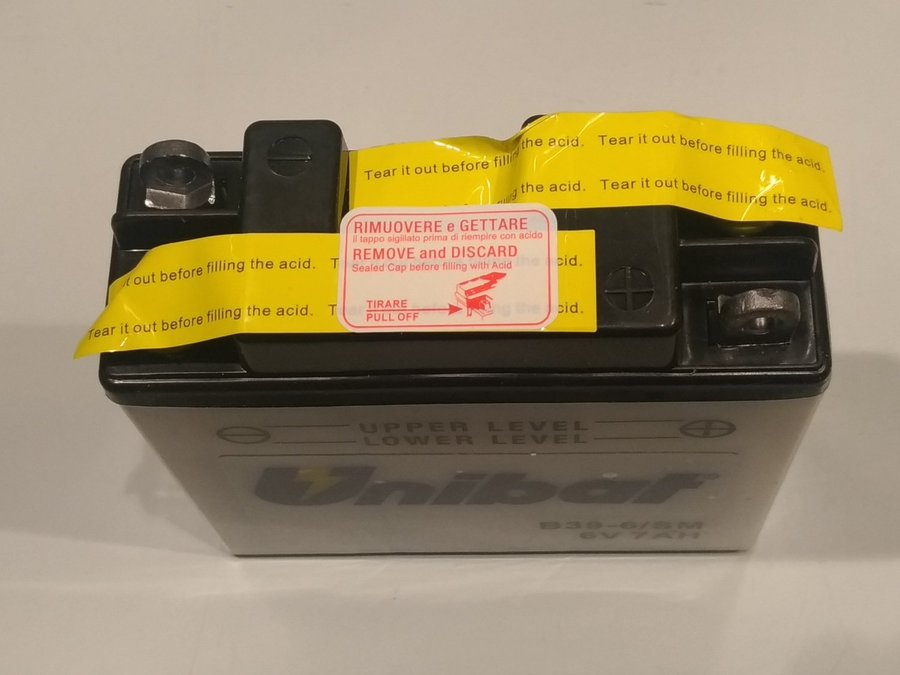 Tear it out before filling the acid. Tear it out before filling the acid.
filling the acid. Tear it out before filling the acid.
RIMUOVERE e GETTARE
Il tappo sigillato prima di riempire con acido
REMOVE and DISCARD
Sealed Cap before filling with Acid
TIRARE
PULL OFF
it out before filling the acid. acid.
Tear it out before filling the acid. acid.
UPPER LEVEL
LOWER LEVEL
Unibat
B39-6/SM
6V 7AH